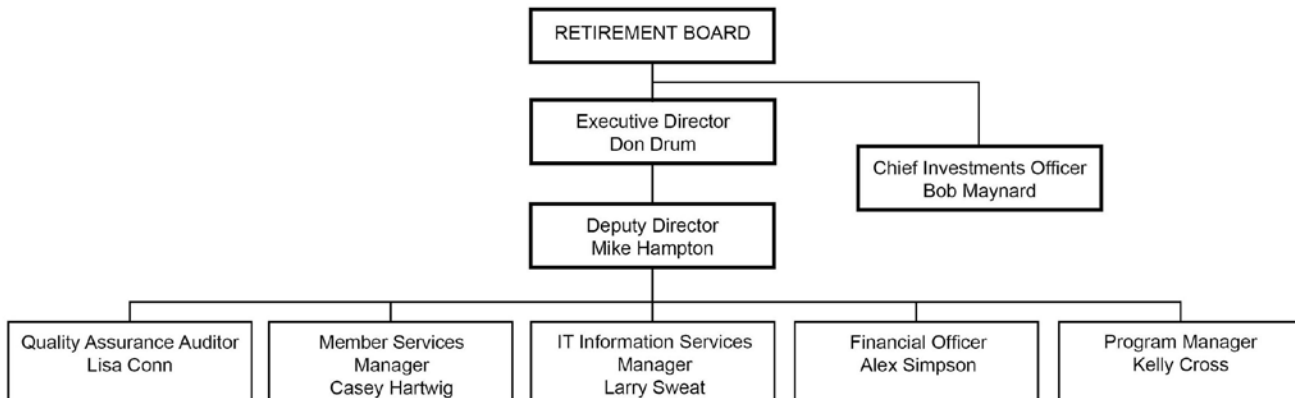 RETIREMENT BOARD
Executive Director
Don Drum
Chief Investments Officer
Bob Maynard
Deputy Director
Mike Hampton
Quality Assurance Auditor
Lisa Conn
Member Services
Manager
Casey Hartwig
IT Information Services
Manager
Larry Sweat
Financial Officer
Alex Simpson
Program Manager
Kelly Cross